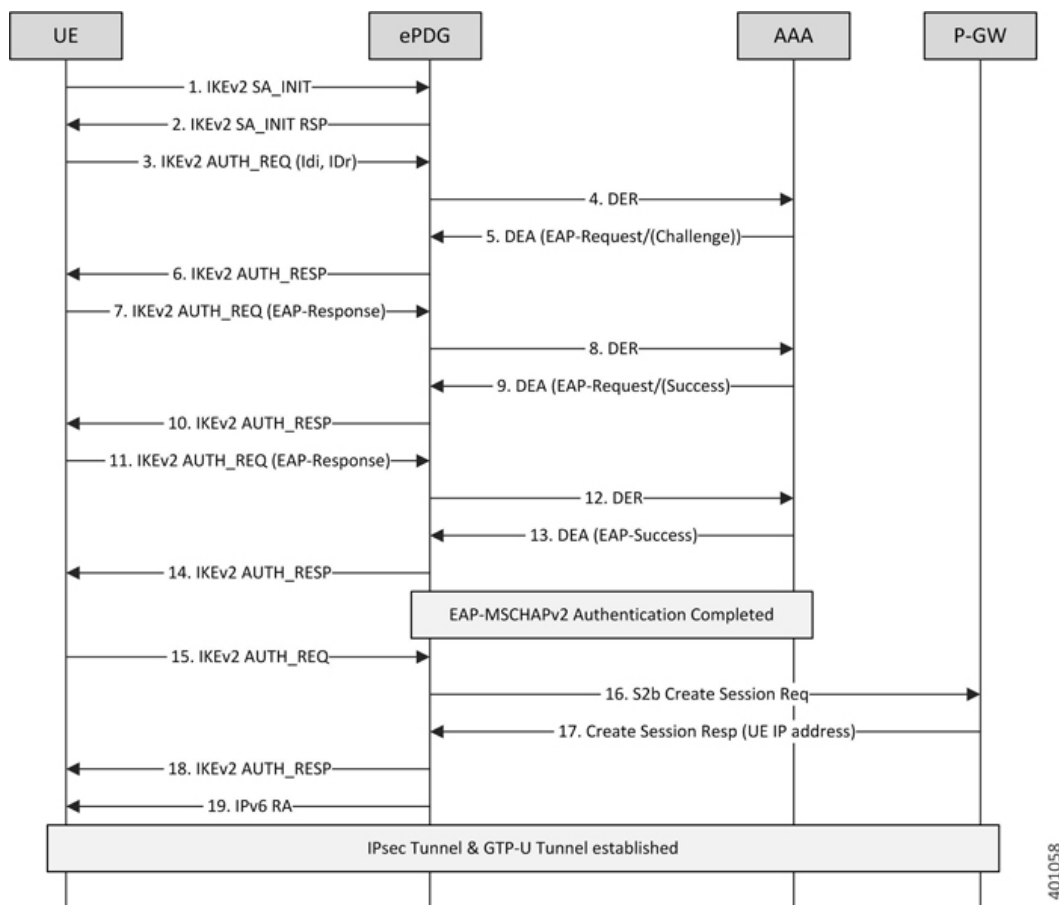 UE ePDG AAA P-GW
1. IKEv2 SA_INIT
2. IKEv2 SA_INIT RSP
3. IKEv2 AUTH_REQ (Idi, IDr)
4. DER
5. DEA (EAP-Request/(Challenge))
6. IKEv2 AUTH_RESP
7. IKEv2 AUTH_REQ (EAP-Response)
8. DER
9. DEA (EAP-Request/(Success)
10. IKEv2 AUTH_RESP
11. IKEv2 AUTH_REQ (EAP-Response)
12. DER
13. DEA (EAP-Success)
14. IKEv2 AUTH_RESP
EAP-MSCHAPv2 Authentication Completed
15. IKEv2 AUTH_REQ
16. S2b Create Session Req
17. Create Session Resp (UE IP address)
18. IKEv2 AUTH_RESP
19. IPv6 RA
IPsec Tunnel & GTP-U Tunnel established
401058